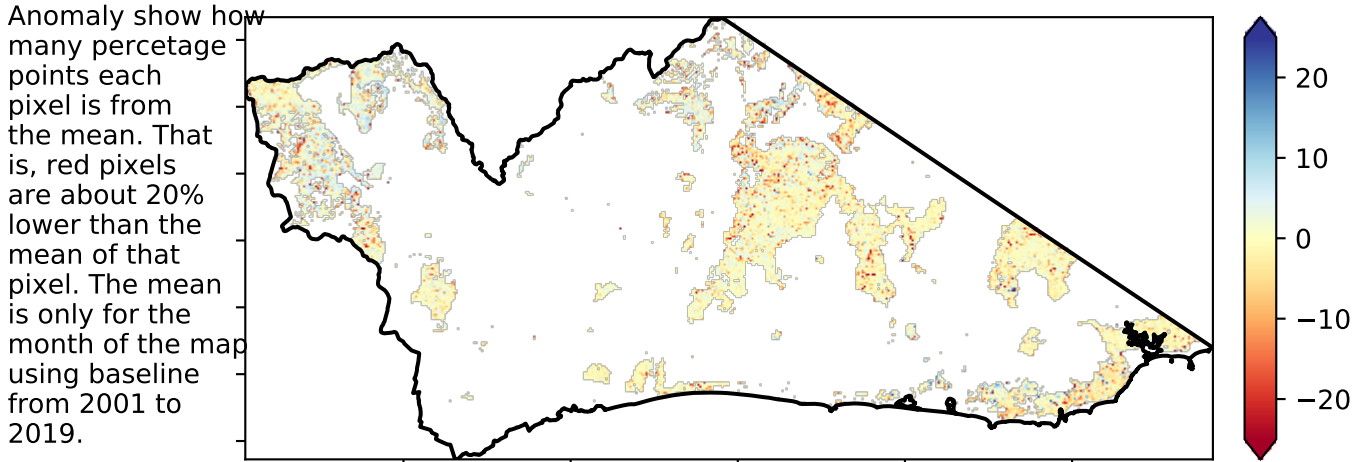 Anomaly show how
many percetage
points each
pixel is from
the mean. That
is, red pixels
are about 20%
lower than the
mean of that
pixel. The mean
is only for the
month of the map
using baseline
from 2001 to
2019.
20
10
0
−10
−20